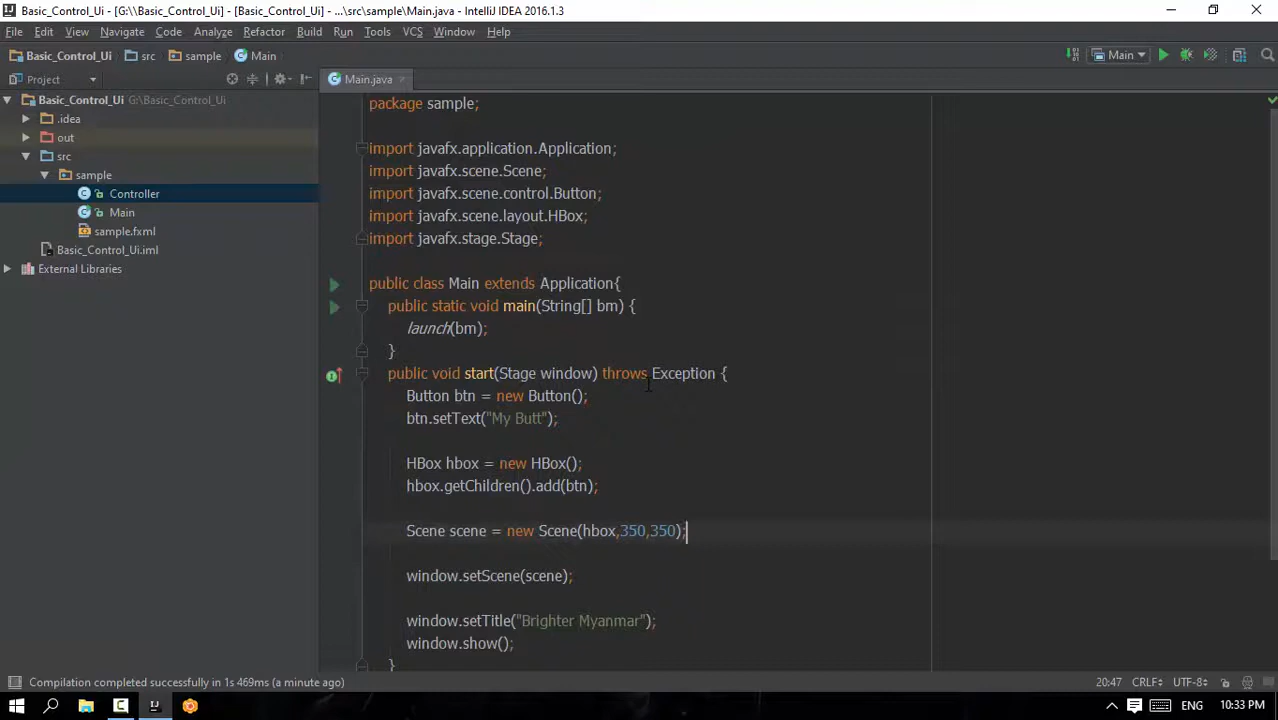 Basic_Control_Ui - [G:\\Basic_Control_Ui] - [Basic_Control_Ui] - ...\src\sample\Main.java - IntelliJ IDEA 2016.1.3
File Edit View Navigate Code Analyze Refactor Build Run Tools VCS Window Help
Basic_Control_Ui src sample Main Main
Project Main.java
Basic_Control_Ui G:\Basic_Control_Ui
.idea
out
src
sample
Controller
Main
sample.fxml
Basic_Control_Ui.iml
External Libraries
package sample;
import javafx.application.Application;
import javafx.scene.Scene;
import javafx.scene.control.Button;
import javafx.scene.layout.HBox;
import javafx.stage.Stage;
public class Main extends Application{
public static void main(String[] bm) {
launch(bm);
}
public void start(Stage window) throws Exception {
Button btn = new Button();
btn.setText("My Butt");
HBox hbox = new HBox();
hbox.getChildren().add(btn);
Scene scene = new Scene(hbox,350,350);
window.setScene(scene);
window.setTitle("Brighter Myanmar");
window.show();
}
Compilation completed successfully in 1s 469ms (a minute ago) 20:47 CRLF UTF-8
ENG 10:33 PM